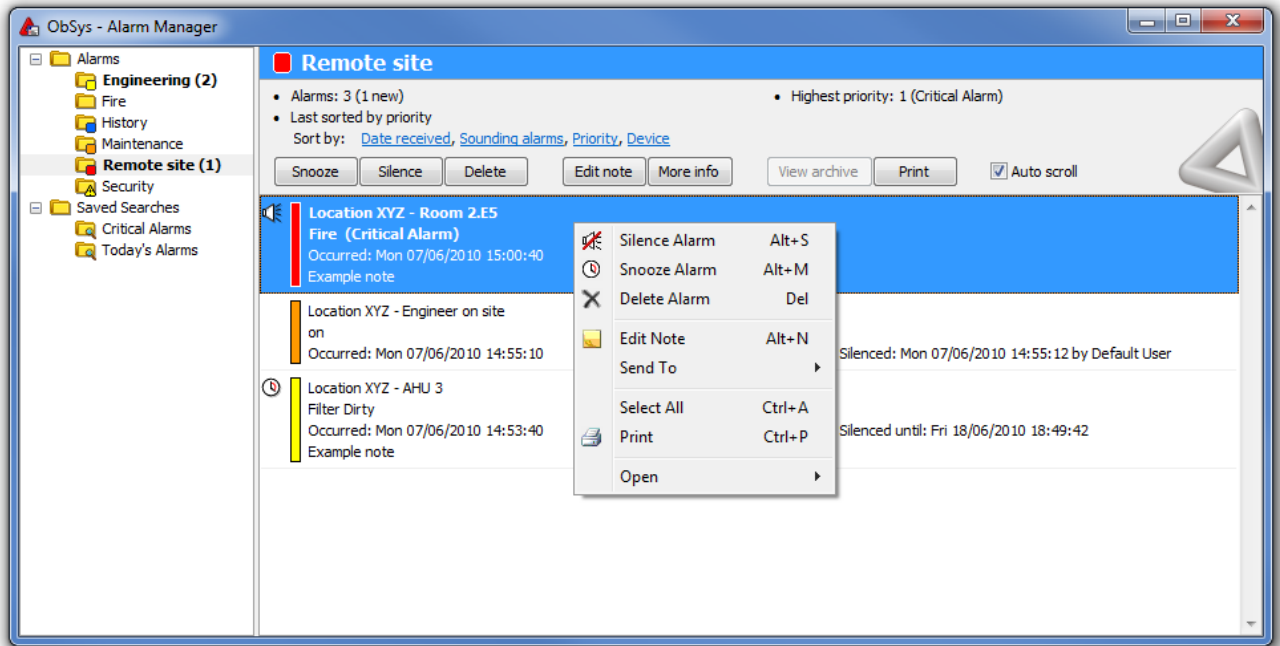 ObSys - Alarm Manager
Alarms
Engineering (2)
Fire
History
Maintenance
Remote site (1)
Security
Saved Searches
Critical Alarms
Today's Alarms
Remote site
• Alarms: 3 (1 new)
• Highest priority: 1 (Critical Alarm)
• Last sorted by priority
Sort by: Date received, Sounding alarms, Priority, Device
Snooze Silence Delete Edit note More info View archive Print Auto scroll
Location XYZ - Room 2.E5
Fire (Critical Alarm)
Occurred: Mon 07/06/2010 15:00:40
Example note
Location XYZ - Engineer on site
on
Occurred: Mon 07/06/2010 14:55:10
Silenced: Mon 07/06/2010 14:55:12 by Default User
Location XYZ - AHU 3
Filter Dirty
Occurred: Mon 07/06/2010 14:53:40
Silenced until: Fri 18/06/2010 18:49:42
Example note
Silence Alarm Alt+S
Snooze Alarm Alt+M
Delete Alarm Del
Edit Note Alt+N
Send To
Select All Ctrl+A
Print Ctrl+P
Open